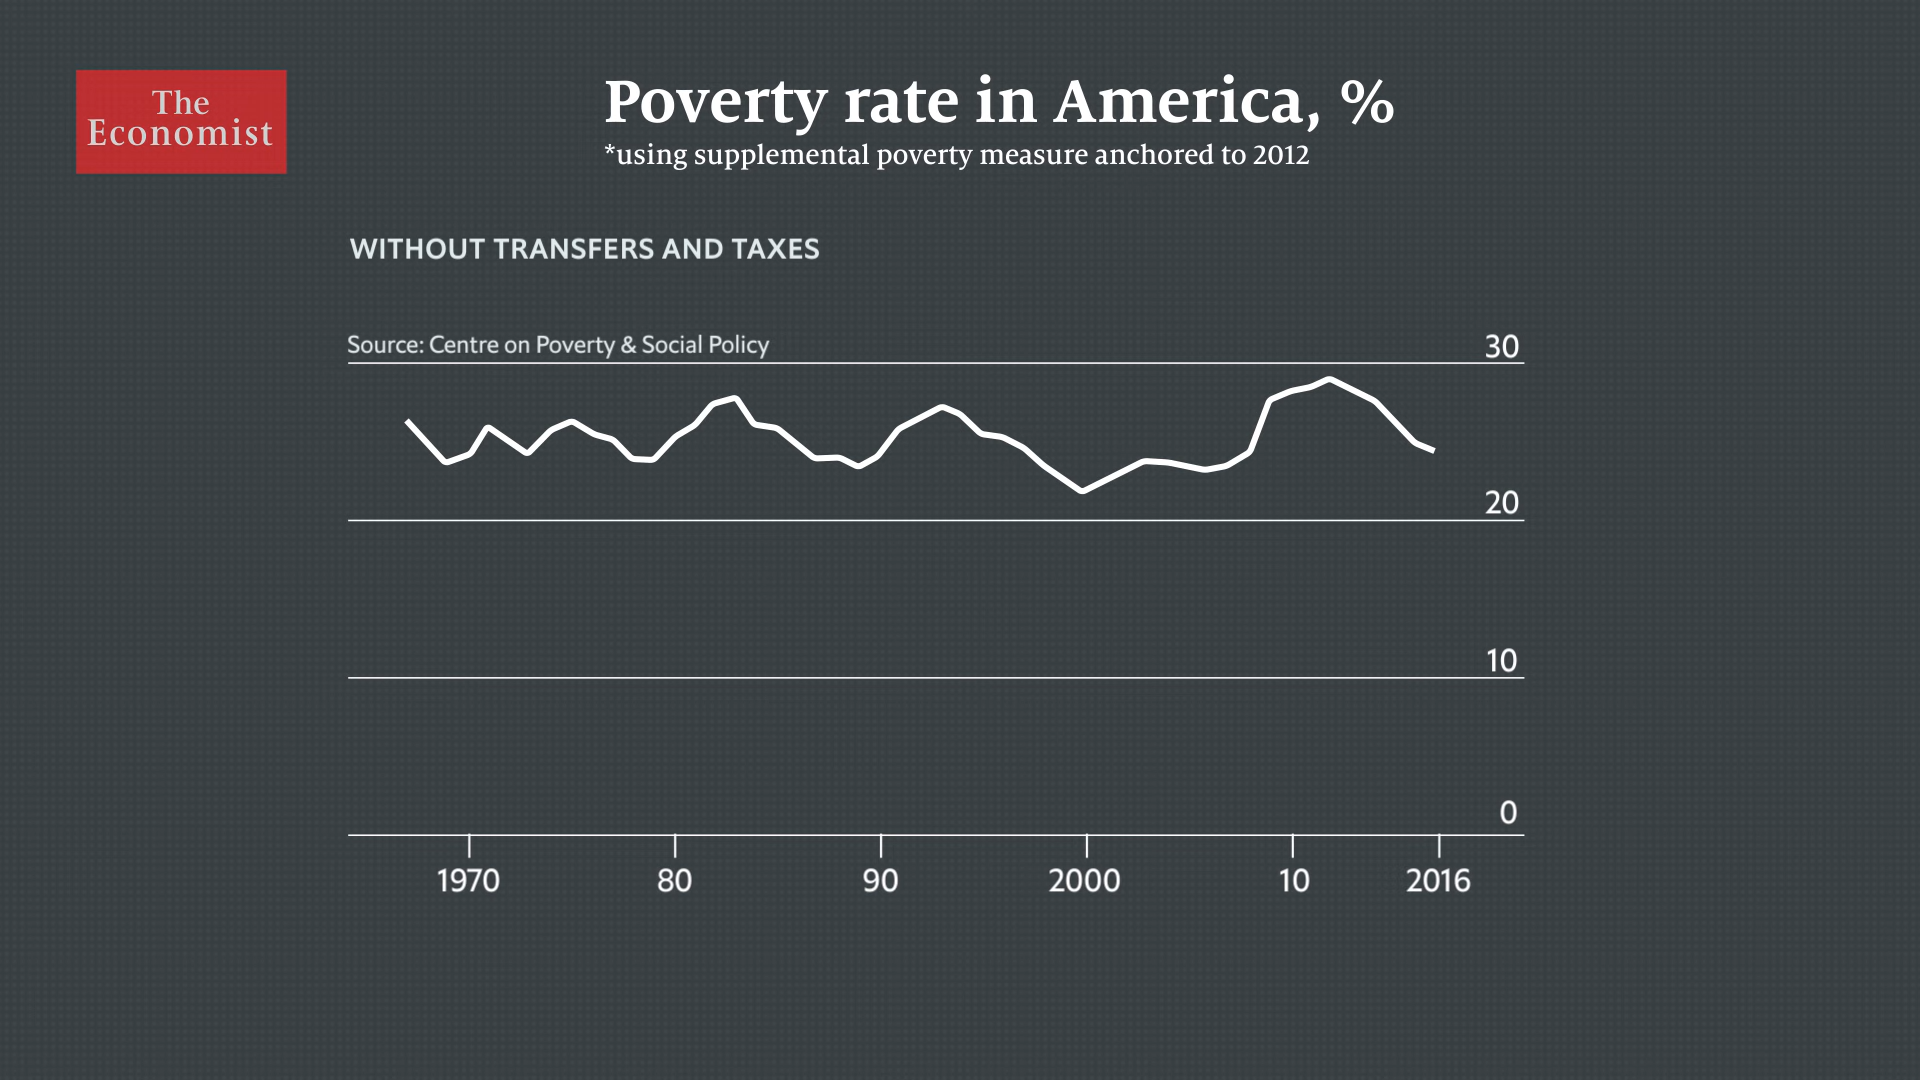 The
Economist
Poverty rate in America, %
*using supplemental poverty measure anchored to 2012
WITHOUT TRANSFERS AND TAXES
Source: Centre on Poverty & Social Policy
30
20
10
0
1970 80 90 2000 10 2016